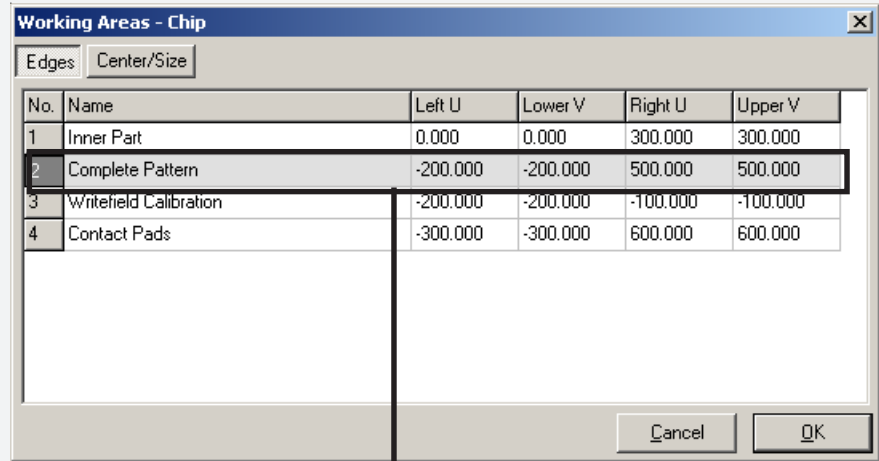 Working Areas - Chip
Edges Center/Size
No. Name Left U Lower V Right U Upper V
1 Inner Part 0.000 0.000 300.000 300.000
2 Complete Pattern -200.000 -200.000 500.000 500.000
3 Writefield Calibration -200.000 -200.000 -100.000 -100.000
4 Contact Pads -300.000 -300.000 600.000 600.000
Cancel OK